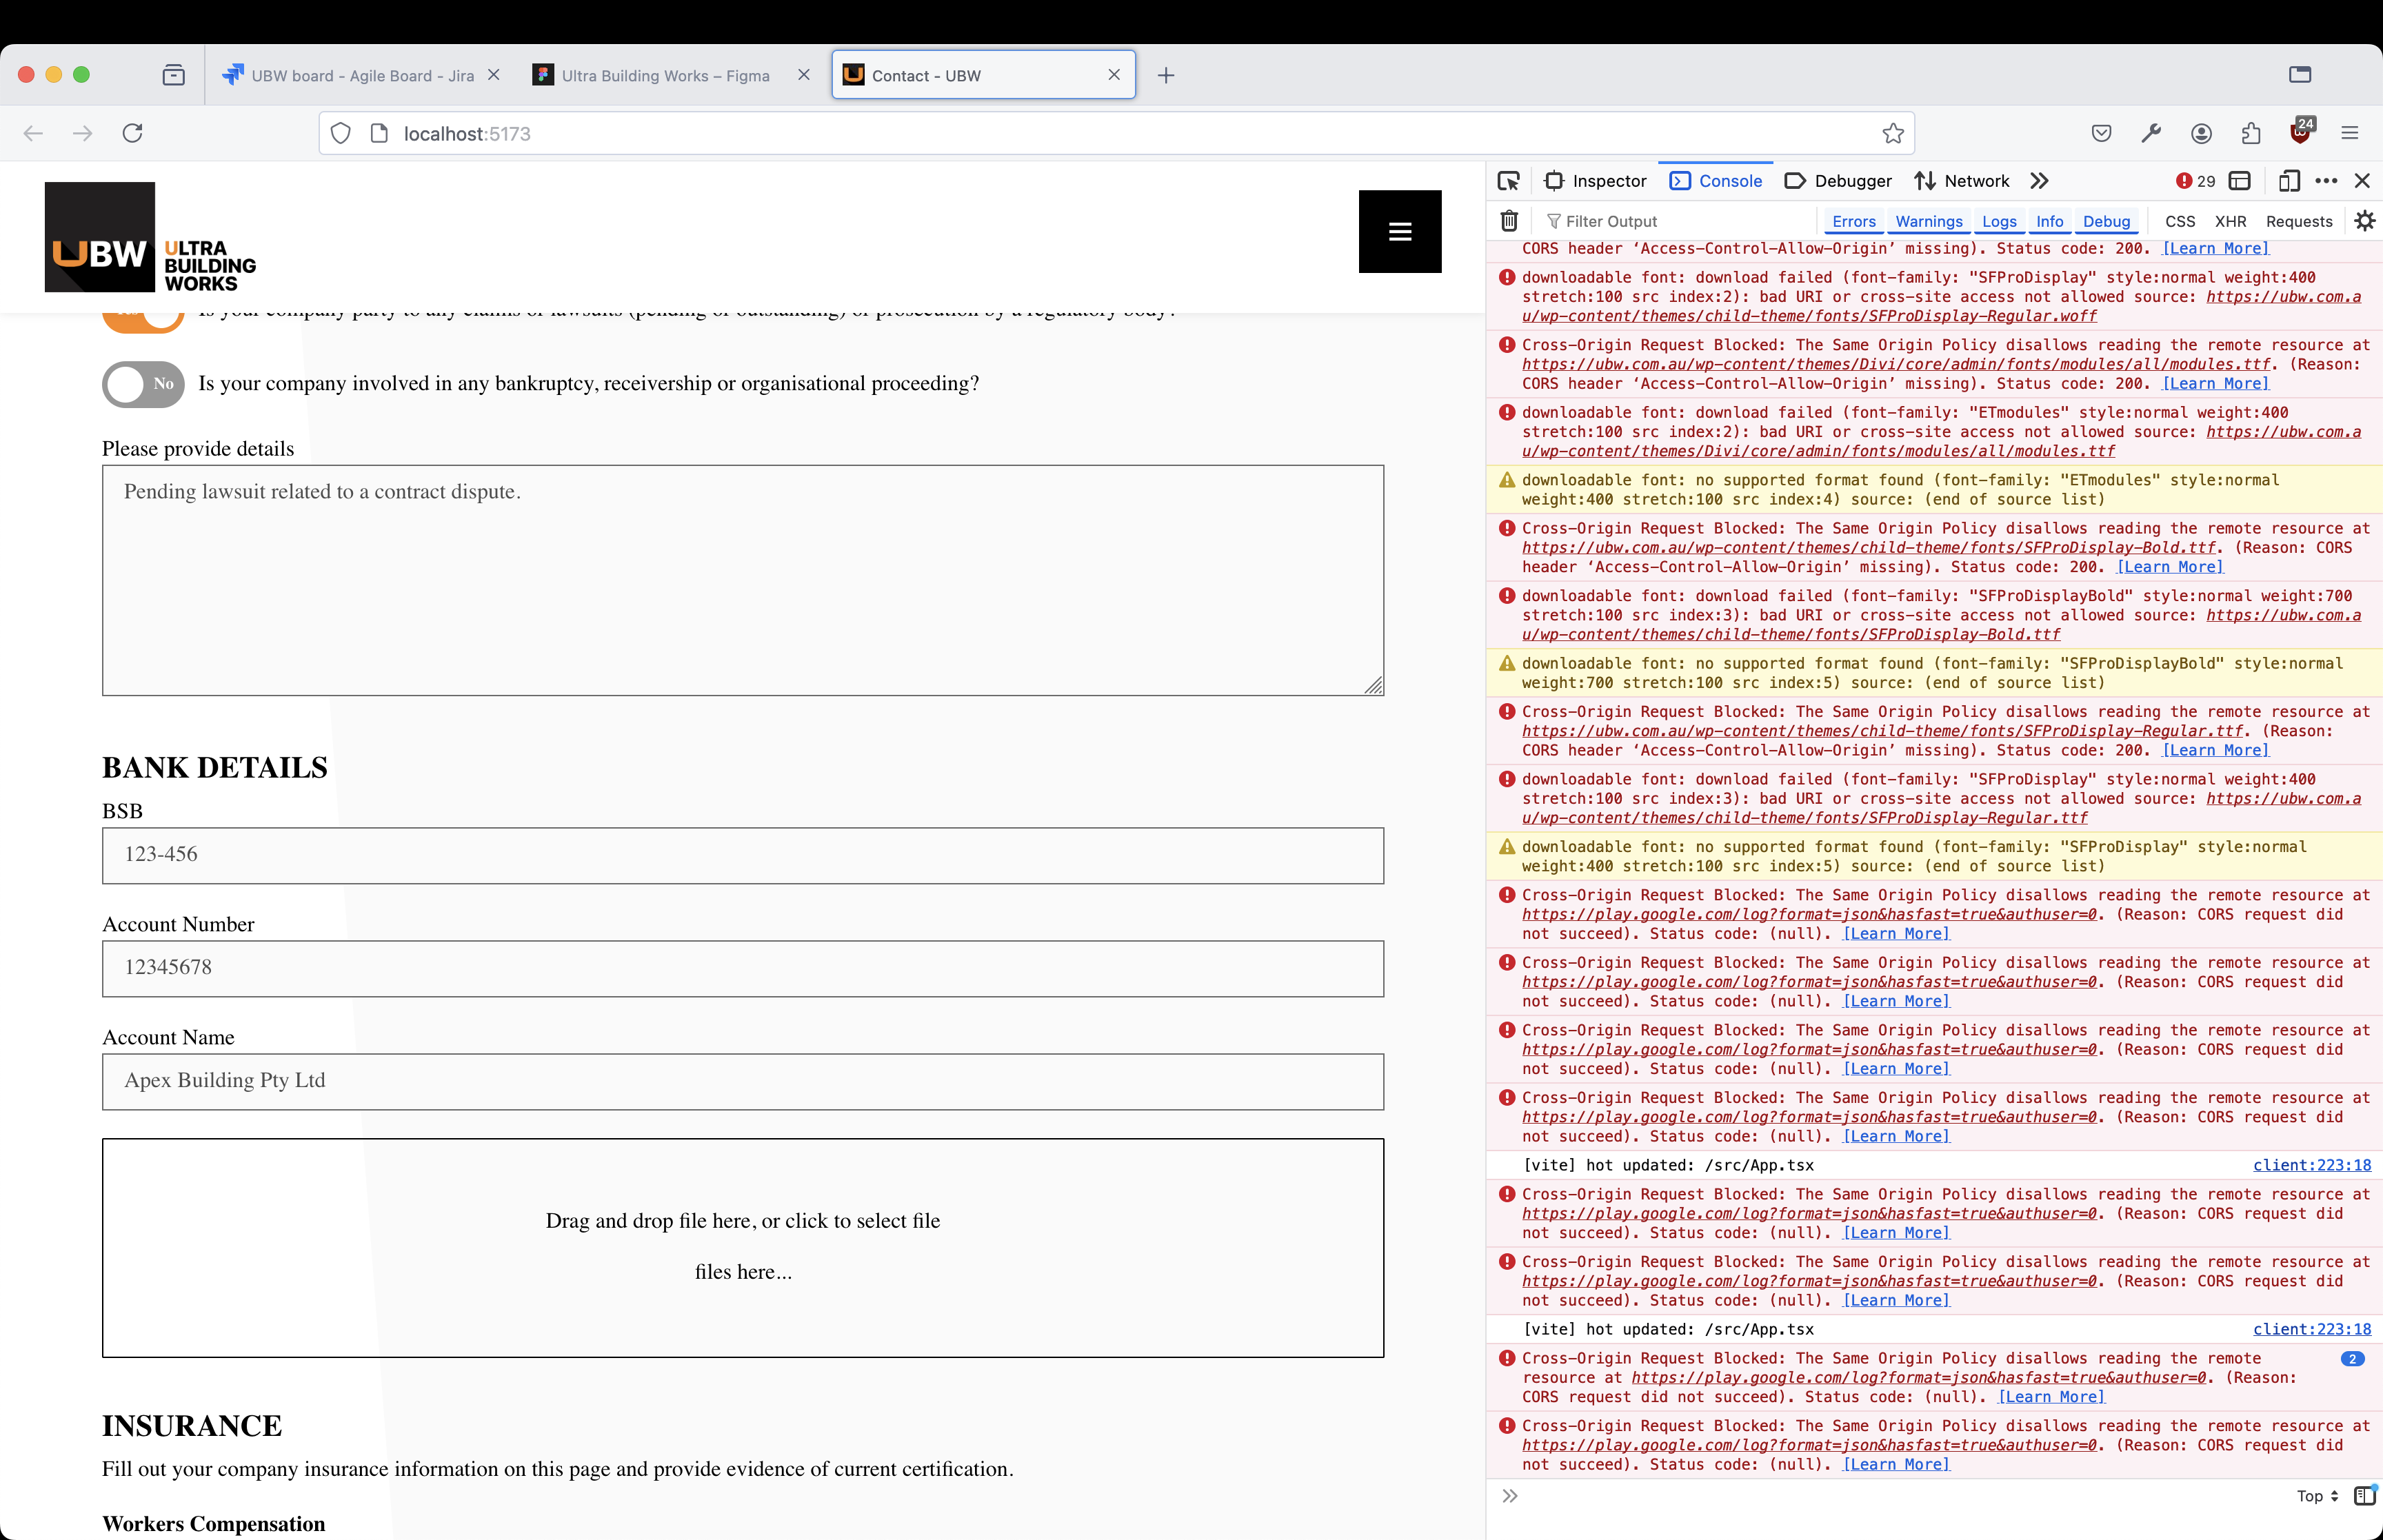 UBW board - Agile Board - Jira
Ultra Building Works – Figma
Contact - UBW
localhost:5173
24
UBW ULTRA
BUILDING
WORKS
Is your company party to any claims or lawsuits (pending or outstanding) or prosecution by a regulatory body?
No
Is your company involved in any bankruptcy, receivership or organisational proceeding?
Please provide details
Pending lawsuit related to a contract dispute.
BANK DETAILS
BSB
123-456
Account Number
12345678
Account Name
Apex Building Pty Ltd
Drag and drop file here, or click to select file
files here...
INSURANCE
Fill out your company insurance information on this page and provide evidence of current certification.
Workers Compensation
Inspector
Console
Debugger
Network
29
Filter Output
Errors
Warnings
Logs
Info
Debug
CSS
XHR
Requests
CORS header ‘Access-Control-Allow-Origin’ missing). Status code: 200. [Learn More]
downloadable font: download failed (font-family: "SFProDisplay" style:normal weight:400
stretch:100 src index:2): bad URI or cross-site access not allowed source: https://ubw.com.a
u/wp-content/themes/child-theme/fonts/SFProDisplay-Regular.woff
Cross-Origin Request Blocked: The Same Origin Policy disallows reading the remote resource at
https://ubw.com.au/wp-content/themes/Divi/core/admin/fonts/modules/all/modules.ttf. (Reason:
CORS header ‘Access-Control-Allow-Origin’ missing). Status code: 200. [Learn More]
downloadable font: download failed (font-family: "ETmodules" style:normal weight:400
stretch:100 src index:2): bad URI or cross-site access not allowed source: https://ubw.com.a
u/wp-content/themes/Divi/core/admin/fonts/modules/all/modules.ttf
downloadable font: no supported format found (font-family: "ETmodules" style:normal
weight:400 stretch:100 src index:4) source: (end of source list)
Cross-Origin Request Blocked: The Same Origin Policy disallows reading the remote resource at
https://ubw.com.au/wp-content/themes/child-theme/fonts/SFProDisplay-Bold.ttf. (Reason: CORS
header ‘Access-Control-Allow-Origin’ missing). Status code: 200. [Learn More]
downloadable font: download failed (font-family: "SFProDisplayBold" style:normal weight:700
stretch:100 src index:3): bad URI or cross-site access not allowed source: https://ubw.com.a
u/wp-content/themes/child-theme/fonts/SFProDisplay-Bold.ttf
downloadable font: no supported format found (font-family: "SFProDisplayBold" style:normal
weight:700 stretch:100 src index:5) source: (end of source list)
Cross-Origin Request Blocked: The Same Origin Policy disallows reading the remote resource at
https://ubw.com.au/wp-content/themes/child-theme/fonts/SFProDisplay-Regular.ttf. (Reason:
CORS header ‘Access-Control-Allow-Origin’ missing). Status code: 200. [Learn More]
downloadable font: download failed (font-family: "SFProDisplay" style:normal weight:400
stretch:100 src index:3): bad URI or cross-site access not allowed source: https://ubw.com.a
u/wp-content/themes/child-theme/fonts/SFProDisplay-Regular.ttf
downloadable font: no supported format found (font-family: "SFProDisplay" style:normal
weight:400 stretch:100 src index:5) source: (end of source list)
Cross-Origin Request Blocked: The Same Origin Policy disallows reading the remote resource at
https://play.google.com/log?format=json&hasfast=true&authuser=0. (Reason: CORS request did
not succeed). Status code: (null). [Learn More]
Cross-Origin Request Blocked: The Same Origin Policy disallows reading the remote resource at
https://play.google.com/log?format=json&hasfast=true&authuser=0. (Reason: CORS request did
not succeed). Status code: (null). [Learn More]
Cross-Origin Request Blocked: The Same Origin Policy disallows reading the remote resource at
https://play.google.com/log?format=json&hasfast=true&authuser=0. (Reason: CORS request did
not succeed). Status code: (null). [Learn More]
Cross-Origin Request Blocked: The Same Origin Policy disallows reading the remote resource at
https://play.google.com/log?format=json&hasfast=true&authuser=0. (Reason: CORS request did
not succeed). Status code: (null). [Learn More]
[vite] hot updated: /src/App.tsx client:223:18
Cross-Origin Request Blocked: The Same Origin Policy disallows reading the remote resource at
https://play.google.com/log?format=json&hasfast=true&authuser=0. (Reason: CORS request did
not succeed). Status code: (null). [Learn More]
Cross-Origin Request Blocked: The Same Origin Policy disallows reading the remote resource at
https://play.google.com/log?format=json&hasfast=true&authuser=0. (Reason: CORS request did
not succeed). Status code: (null). [Learn More]
[vite] hot updated: /src/App.tsx client:223:18
Cross-Origin Request Blocked: The Same Origin Policy disallows reading the remote 2
resource at https://play.google.com/log?format=json&hasfast=true&authuser=0. (Reason:
CORS request did not succeed). Status code: (null). [Learn More]
Cross-Origin Request Blocked: The Same Origin Policy disallows reading the remote resource at
https://play.google.com/log?format=json&hasfast=true&authuser=0. (Reason: CORS request did
not succeed). Status code: (null). [Learn More]
Top